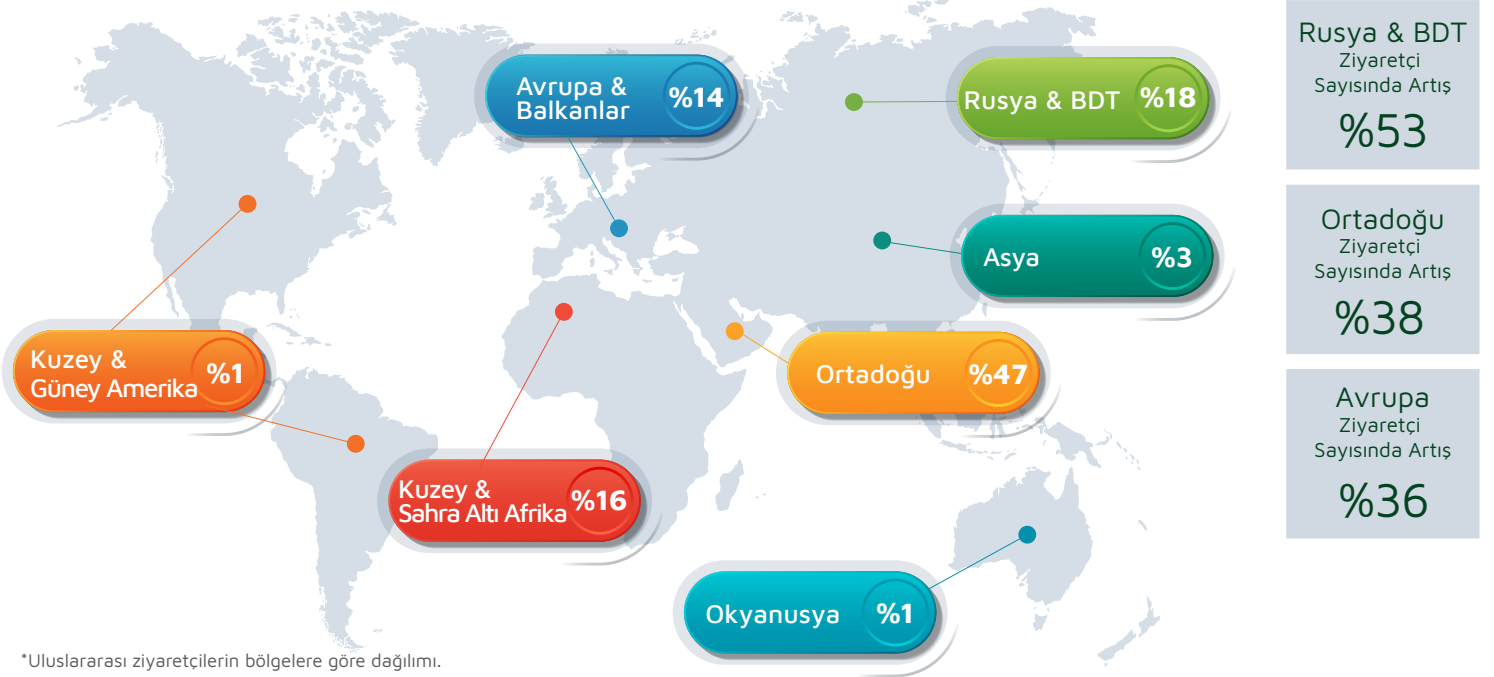 Avrupa &
Balkanlar
%14
Rusya & BDT
%18
Asya
%3
Kuzey &
Güney Amerika
%1
Ortadoğu
%47
Kuzey &
Sahra Altı Afrika
%16
Okyanusya
%1
*Uluslararası ziyaretçilerin bölgelere göre dağılımı.
Rusya & BDT
Ziyaretçi
Sayısında Artış
%53
Ortadoğu
Ziyaretçi
Sayısında Artış
%38
Avrupa
Ziyaretçi
Sayısında Artış
%36